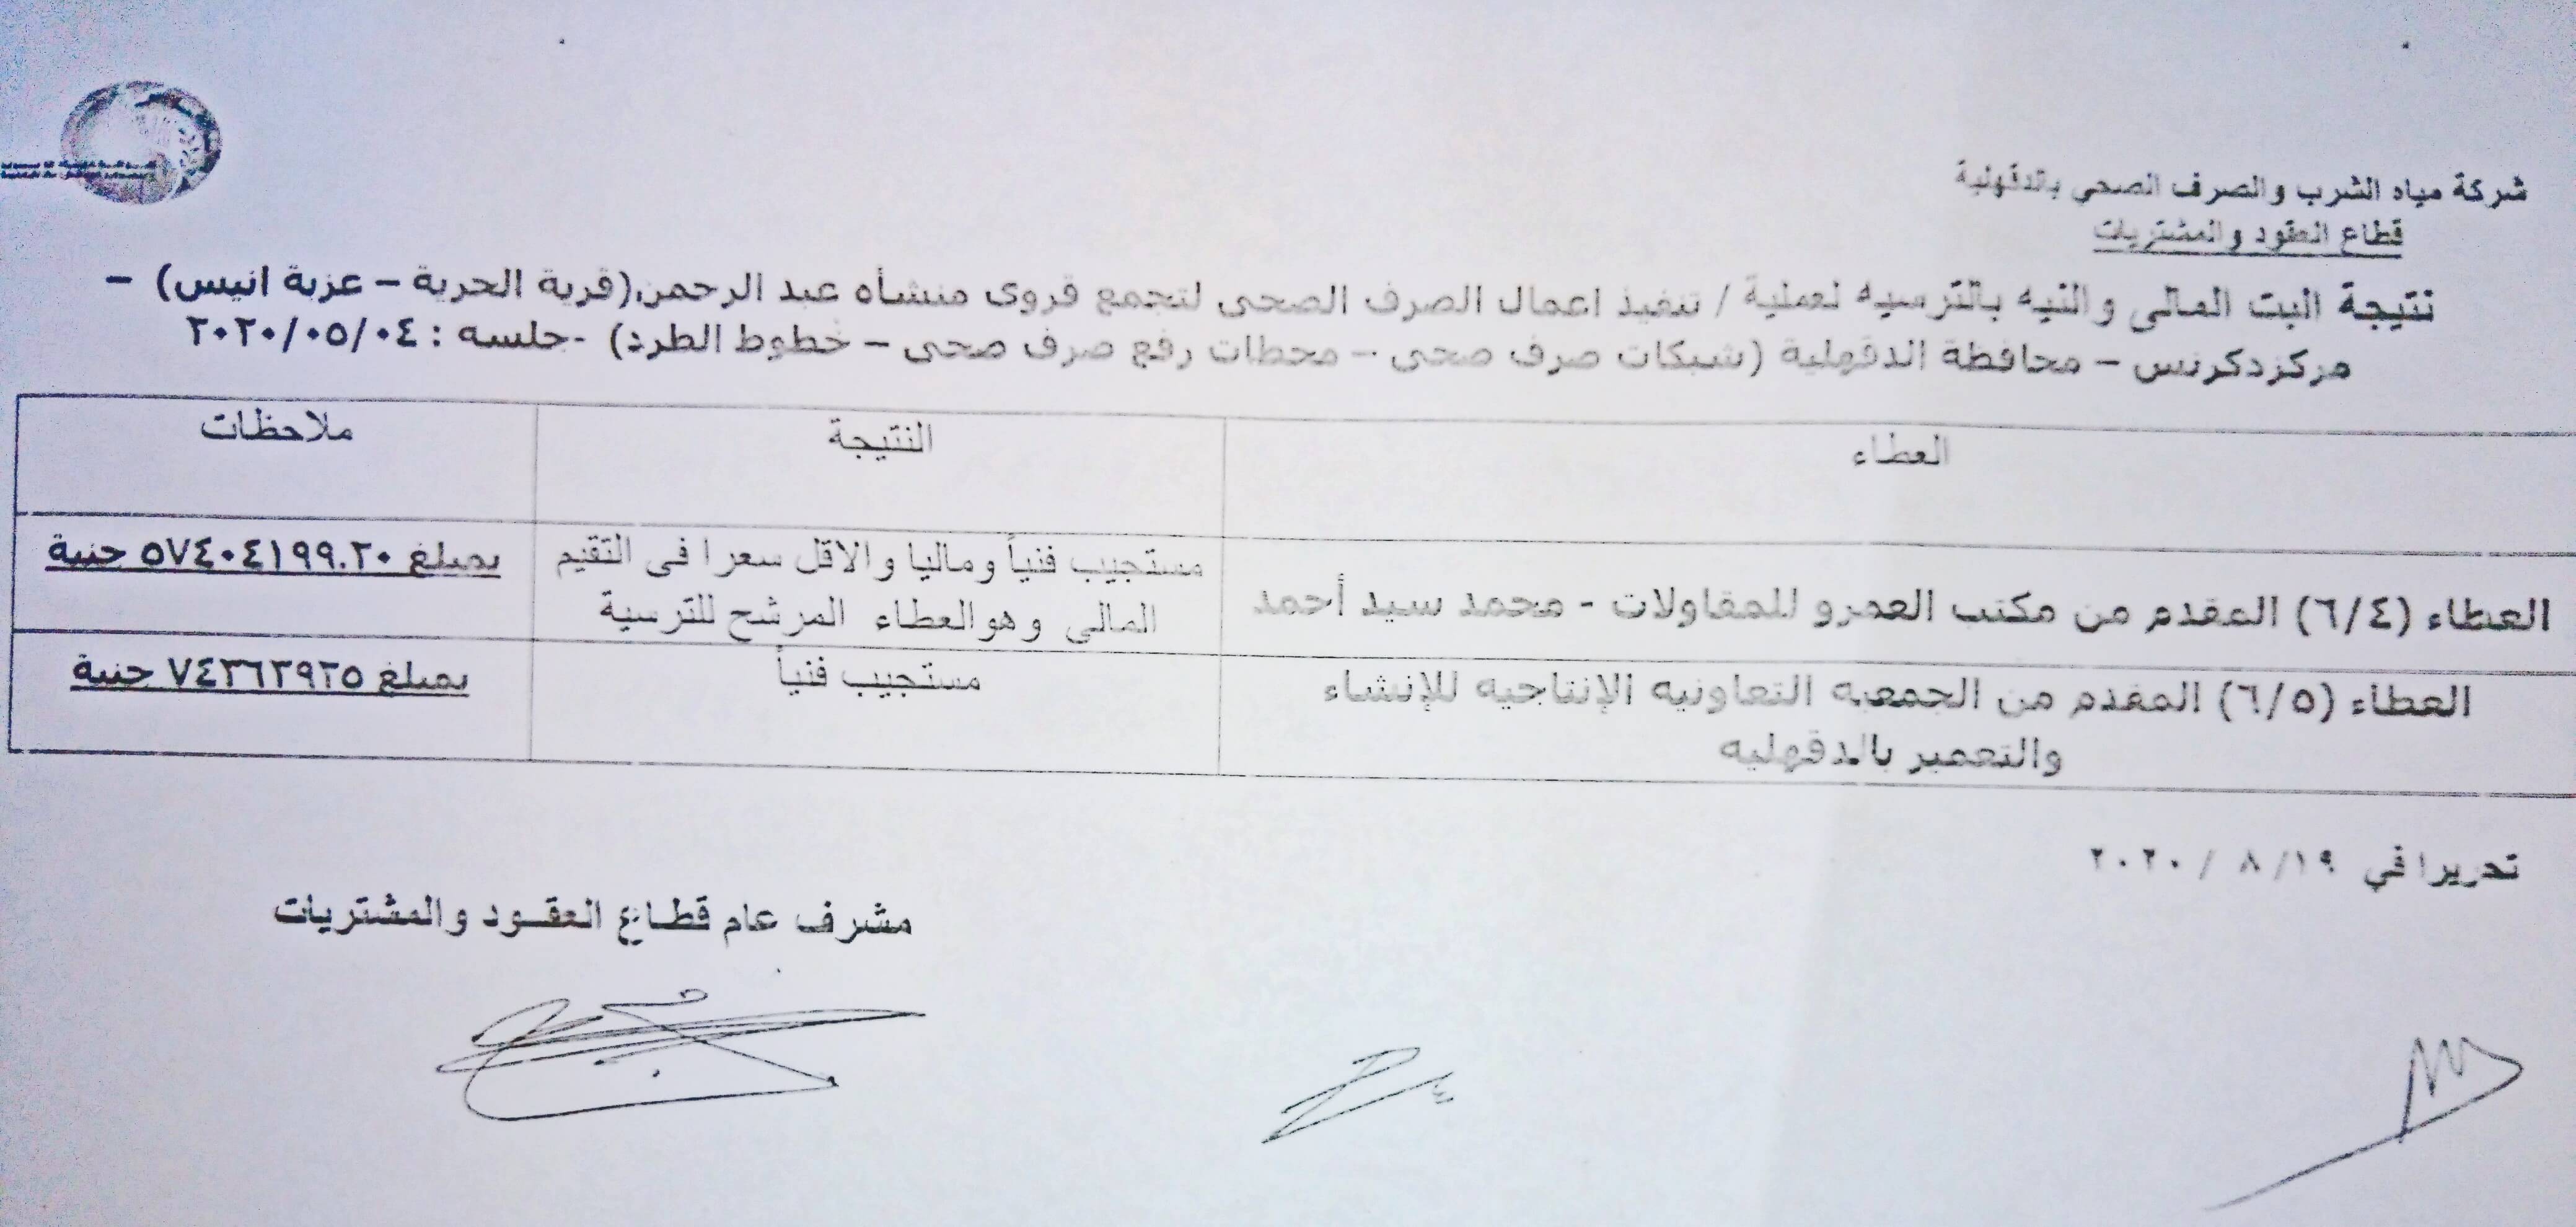 شركة مياه الشرب والصرف الصحي بالدقهلية
قطاع العقود والمشتريات
نتيجة البت المالى والنيه بالترسيه لعملية / تنفيذ اعمال الصرف الصحى لتجمع قروى منشأه عبد الرحمن(قرية الحرية – عزبة انيس) –
مركزدكرنس – محافظة الدقهلية (شبكات صرف صحى – محطات رفع صرف صحى – خطوط الطرد) -جلسه : ٢٠٢٠/٠٥/٠٤
العطاء النتيجة ملاحظات
العطاء (٦/٤) المقدم من مكتب العمرو للمقاولات - محمد سيد أحمد
مستجيب فنياً وماليا والاقل سعرا فى التقيم
المالى وهوالعطاء المرشح للترسية
بمبلغ ٥٧٤٠٤١٩٩.٢٠ جنية
العطاء (٦/٥) المقدم من الجمعيه التعاونيه الإنتاجيه للإنشاء
والتعمير بالدقهليه
مستجيب فنياً
بمبلغ ٧٤٣٦٣٩٢٥ جنية
تحريرا في ١٩/ ٨ / ٢٠٢٠
مشرف عام قطاع العقود والمشتريات